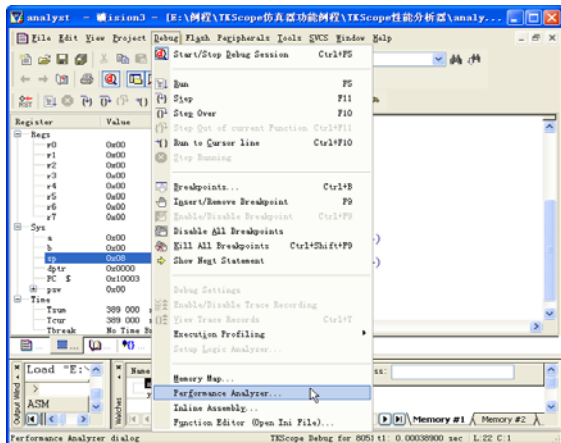 analyst - µVision3 - [E:\例程\TKScope仿真器功能例程\TKScope性能分析器\analy...
File Edit View Project Debug Flash Peripherals Tools SVCS Window Help
Start/Stop Debug Session Ctrl+F5
Run F5
Step F11
Step Over F10
Step Out of current Function Ctrl+F11
Run to Cursor line Ctrl+F10
Stop Running
Breakpoints... Ctrl+B
Insert/Remove Breakpoint F9
Enable/Disable Breakpoint Ctrl+F9
Disable All Breakpoints
Kill All Breakpoints Ctrl+Shift+F9
Show Next Statement
Debug Settings
Enable/Disable Trace Recording
View Trace Records Ctrl+T
Execution Profiling
Setup Logic Analyzer...
Memory Map...
Performance Analyzer...
Inline Assembly...
Function Editor (Open Ini File)...
Register Value
Regs
r0 0x00
r1 0x00
r2 0x00
r3 0x00
r4 0x00
r5 0x00
r6 0x00
r7 0x00
Sys
a 0x00
b 0x00
sp 0x08
dptr 0x0000
PC $ 0x10003
psw 0x00
Time
Tsum 389 000
Tcur 389 000
Tbreak No Time
Load "E:\
>
ASM
Output Wind
Watches
Name
ss:
Memory #1 Memory #2
Performance Analyzer dialog
TKScope Debug for 8051 t1: 0.00038900 sec L:22 C:1